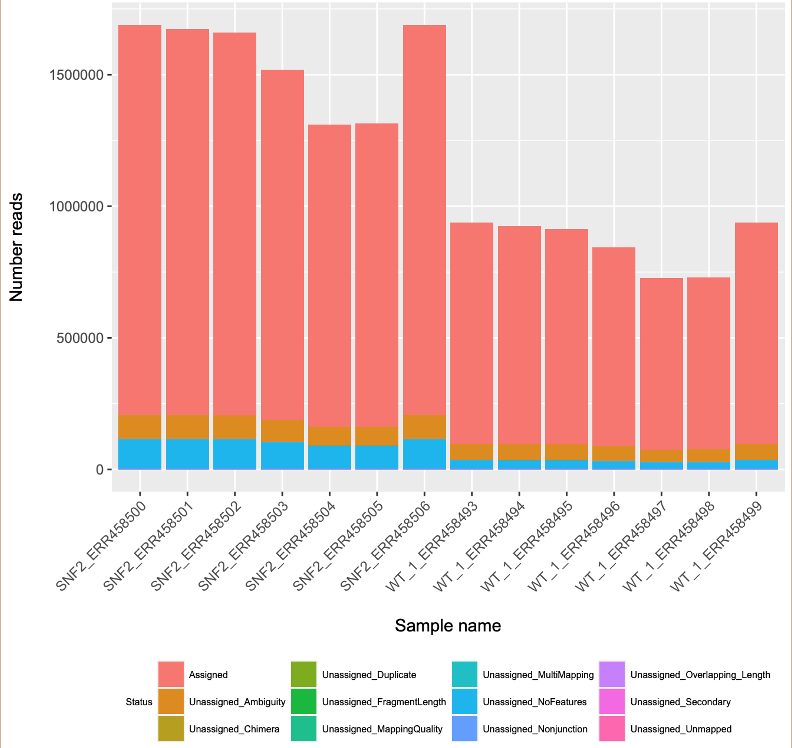 Number reads
1500000
1000000
500000
0
SNF2_ERR458500
SNF2_ERR458501
SNF2_ERR458502
SNF2_ERR458503
SNF2_ERR458504
SNF2_ERR458505
SNF2_ERR458506
WT_1_ERR458493
WT_1_ERR458494
WT_1_ERR458495
WT_1_ERR458496
WT_1_ERR458497
WT_1_ERR458498
WT_1_ERR458499
Sample name
Status
Assigned
Unassigned_Ambiguity
Unassigned_Chimera
Unassigned_Duplicate
Unassigned_FragmentLength
Unassigned_MappingQuality
Unassigned_MultiMapping
Unassigned_NoFeatures
Unassigned_Nonjunction
Unassigned_Overlapping_Length
Unassigned_Secondary
Unassigned_Unmapped